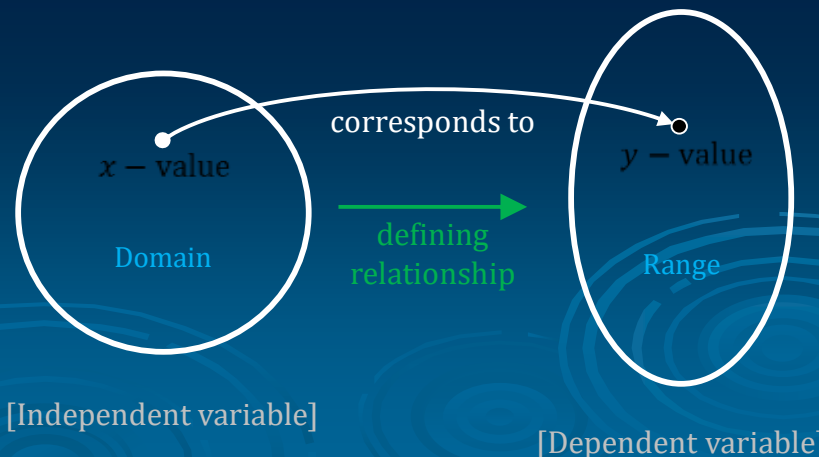 corresponds to
x – value
y – value
defining
relationship
Domain
Range
[Independent variable]
[Dependent variable]